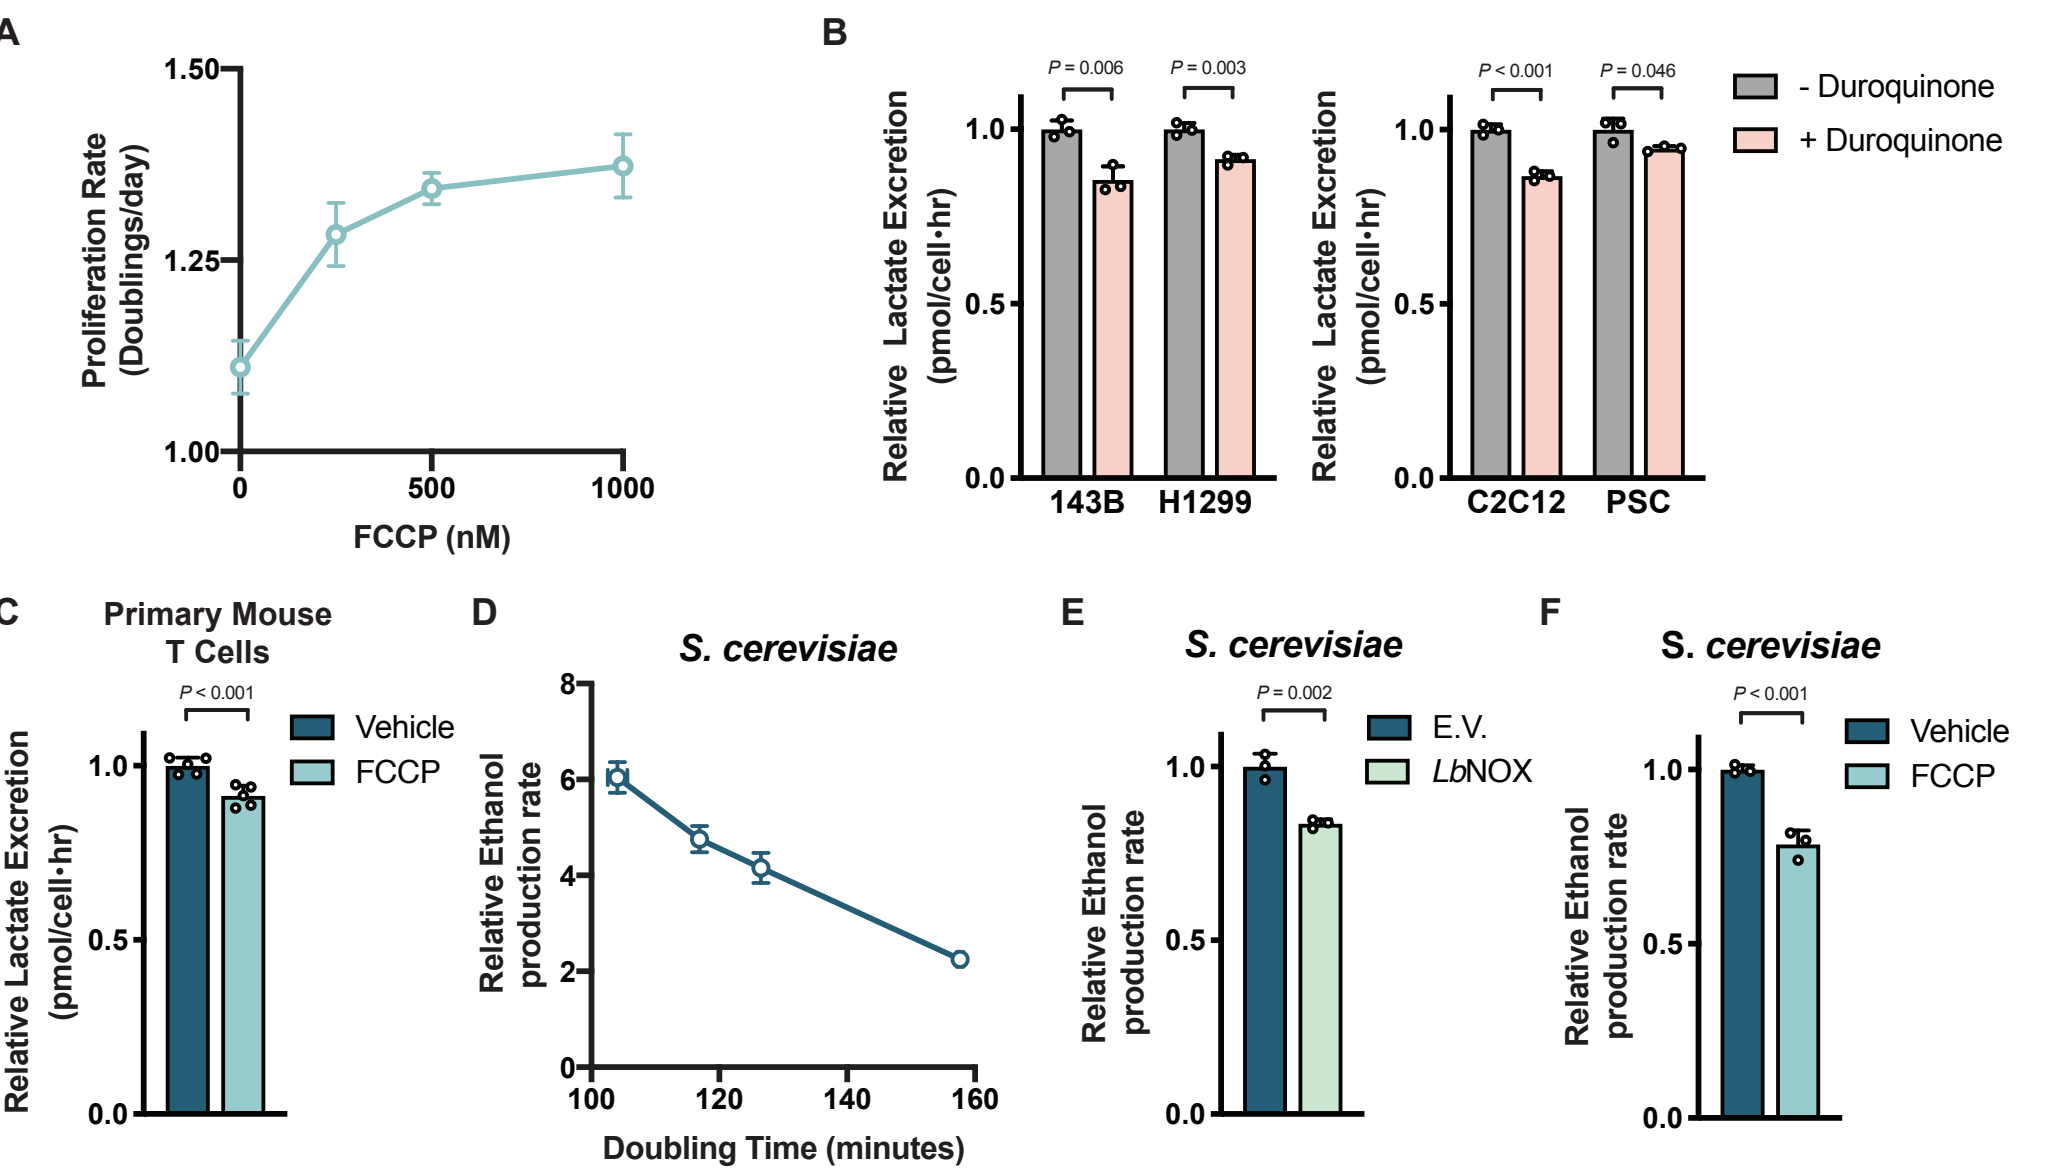 A
1.50
1.25
1.00
Proliferation Rate
(Doublings/day)
0
500
1000
FCCP (nM)
B
P = 0.006
P = 0.003
1.0
0.5
0.0
Relative Lactate Excretion
(pmol/cell•hr)
143B
H1299
P < 0.001
P = 0.046
1.0
0.5
0.0
Relative Lactate Excretion
(pmol/cell•hr)
C2C12
PSC
- Duroquinone
+ Duroquinone
C
Primary Mouse
T Cells
P < 0.001
Vehicle
FCCP
1.0
0.5
0.0
Relative Lactate Excretion
(pmol/cell•hr)
D
S. cerevisiae
8
6
4
2
0
Relative Ethanol
production rate
100
120
140
160
Doubling Time (minutes)
E
S. cerevisiae
P = 0.002
E.V.
LbNOX
1.0
0.5
0.0
Relative Ethanol
production rate
F
S. cerevisiae
P < 0.001
Vehicle
FCCP
1.0
0.5
0.0
Relative Ethanol
production rate